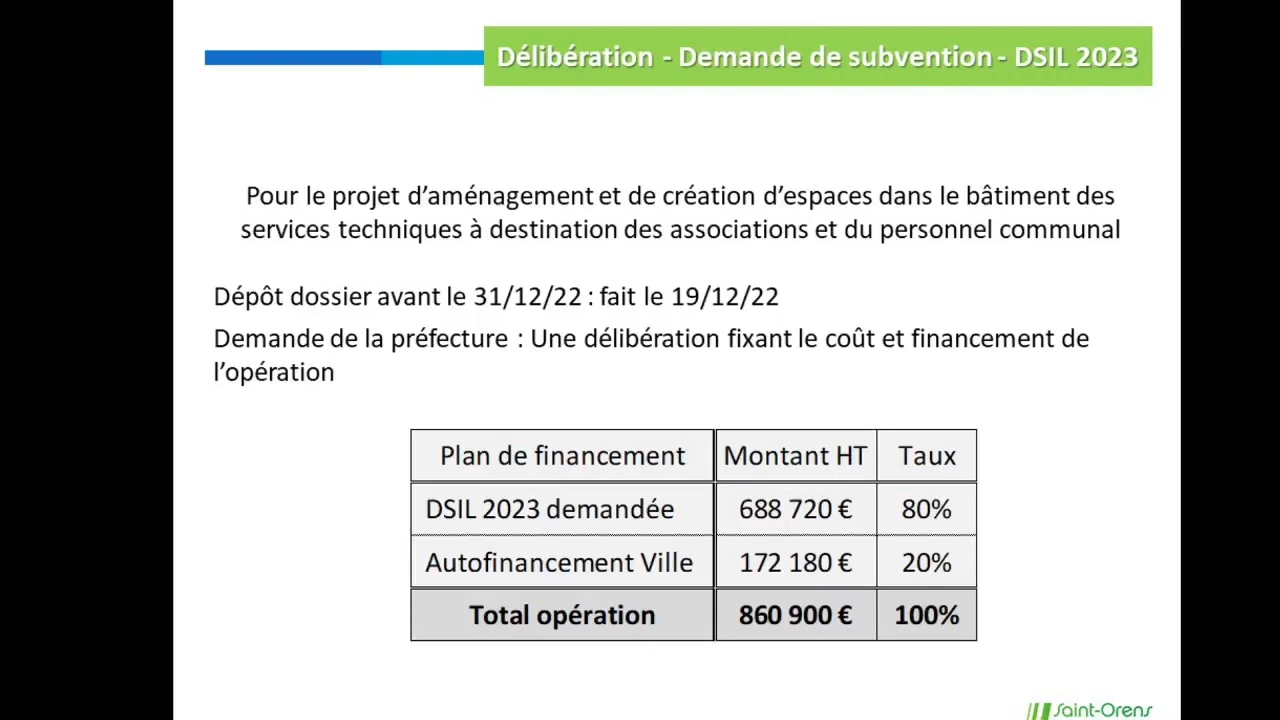 Délibération - Demande de subvention - DSIL 2023
Pour le projet d’aménagement et de création d’espaces dans le bâtiment des
services techniques à destination des associations et du personnel communal
Dépôt dossier avant le 31/12/22 : fait le 19/12/22
Demande de la préfecture : Une délibération fixant le coût et financement de
l’opération
Plan de financement Montant HT Taux
DSIL 2023 demandée 688 720 € 80%
Autofinancement Ville 172 180 € 20%
Total opération 860 900 € 100%
Saint-Orens